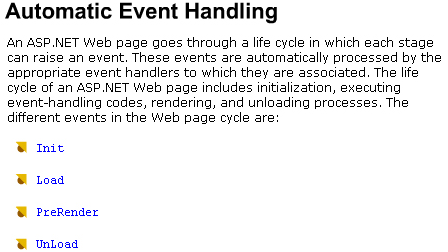 Automatic Event Handling
An ASP.NET Web page goes through a life cycle in which each stage
can raise an event. These events are automatically processed by the
appropriate event handlers to which they are associated. The life
cycle of an ASP.NET Web page includes initialization, executing
event-handling codes, rendering, and unloading processes. The
different events in the Web page cycle are:
Init
Load
PreRender
UnLoad